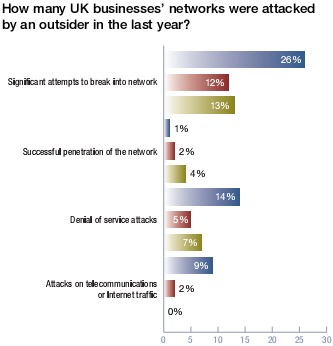 How many UK businesses' networks were attacked
by an outsider in the last year?
26%
Significant attempts to break into network
12%
13%
1%
Successful penetration of the network
2%
4%
14%
Denial of service attacks
5%
7%
9%
Attacks on telecommunications
or Internet traffic
2%
0%
0 5 10 15 20 25 30